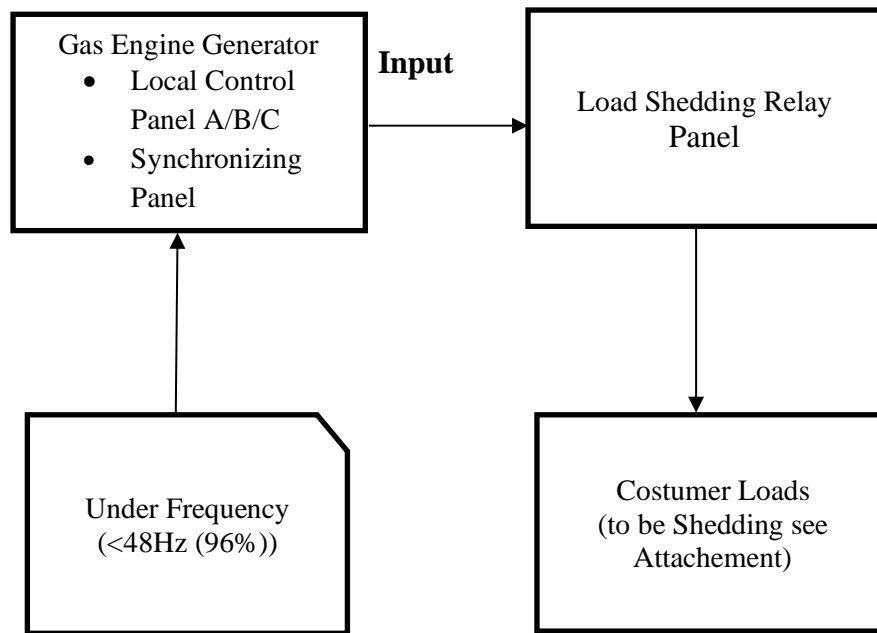 Gas Engine Generator
• Local Control
Panel A/B/C
• Synchronizing
Panel
Input
Load Shedding Relay
Panel
Under Frequency
(<48Hz (96%))
Costumer Loads
(to be Shedding see
Attachement)